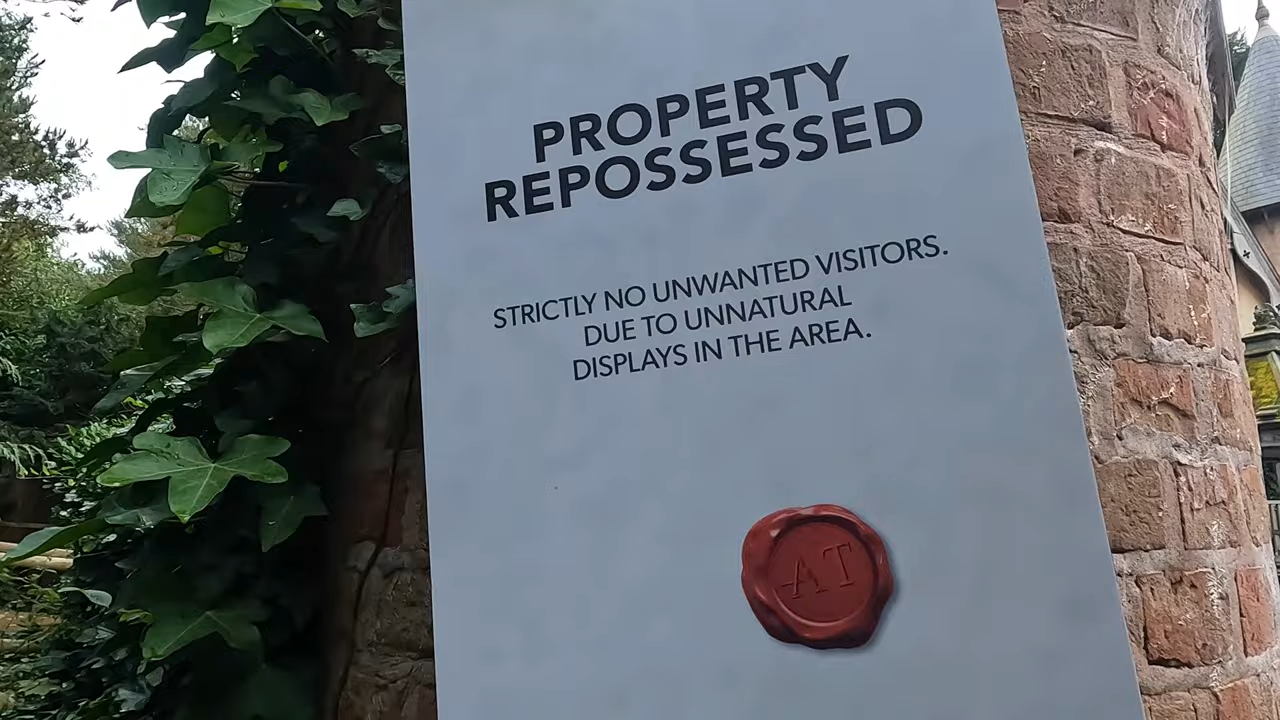 PROPERTY
REPOSSESSED
STRICTLY NO UNWANTED VISITORS.
DUE TO UNNATURAL
DISPLAYS IN THE AREA.
AT